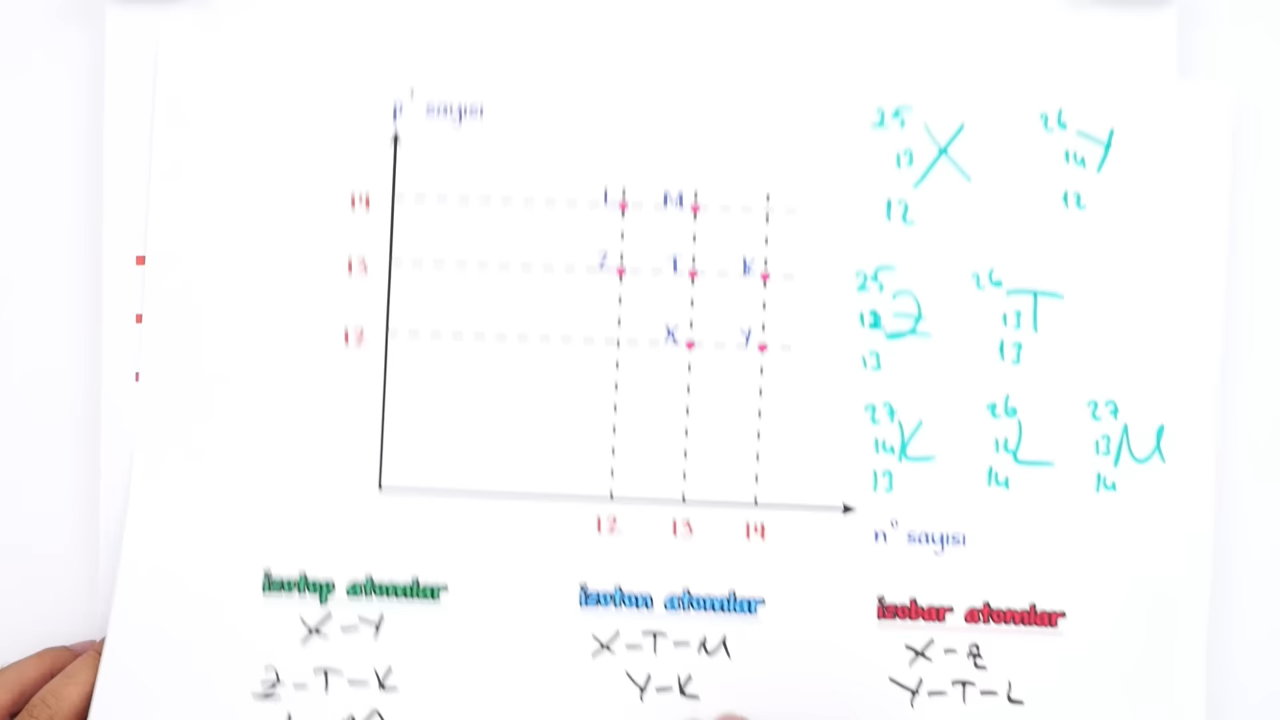 p⁺ sayısı
14 L M
13 Z T K
12 X Y
12 13 14
n⁰ sayısı
25 26
13 X 14 Y
12 12
25 26
12 Z 13 T
13 13
27 26 27
14 K 12 L 13 M
13 14 14
izotop atomlar izoton atomlar izobar atomlar
X-Y X-T-M X-Z
Z-T-K Y-K Y-T-L